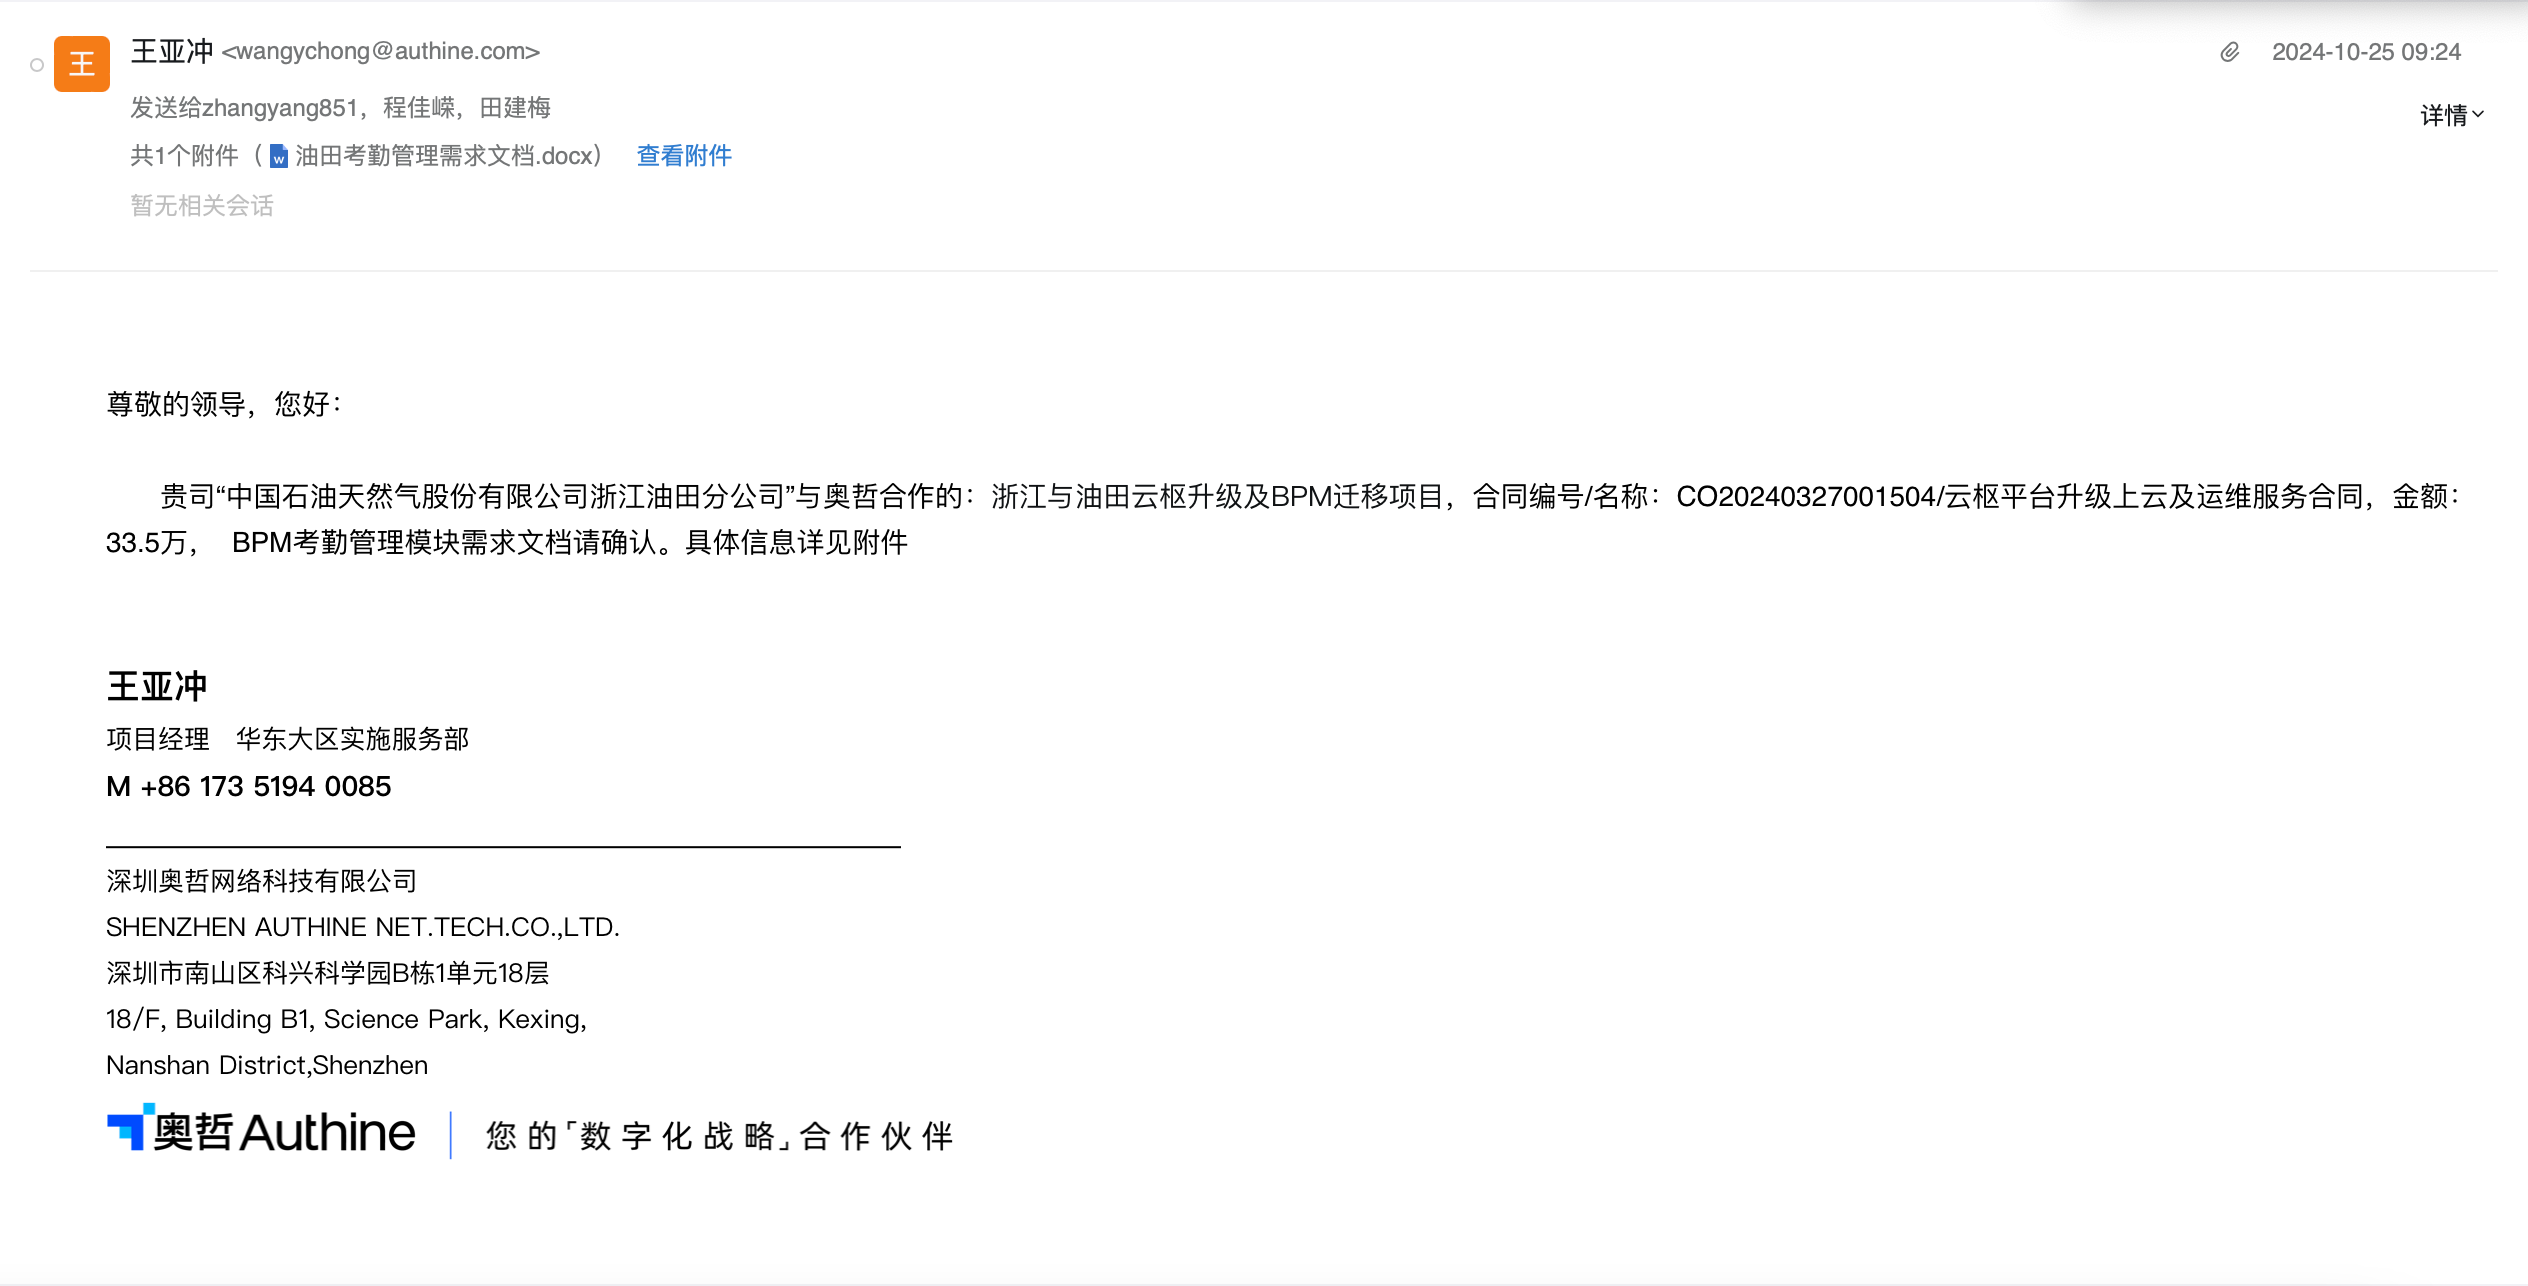 王
王亚冲 <wangychong@authine.com>
2024-10-25 09:24
发送给zhangyang851，程佳嵘，田建梅
详情
共1个附件（油田考勤管理需求文档.docx） 查看附件
暂无相关会话
尊敬的领导，您好：
贵司“中国石油天然气股份有限公司浙江油田分公司”与奥哲合作的：浙江与油田云枢升级及BPM迁移项目，合同编号/名称：CO20240327001504/云枢平台升级上云及运维服务合同，金额：
33.5万， BPM考勤管理模块需求文档请确认。具体信息详见附件
王亚冲
项目经理 华东大区实施服务部
M +86 173 5194 0085
深圳奥哲网络科技有限公司
SHENZHEN AUTHINE NET.TECH.CO.,LTD.
深圳市南山区科兴科学园B栋1单元18层
18/F, Building B1, Science Park, Kexing,
Nanshan District,Shenzhen
奥哲 Authine 您的「数字化战略」合作伙伴